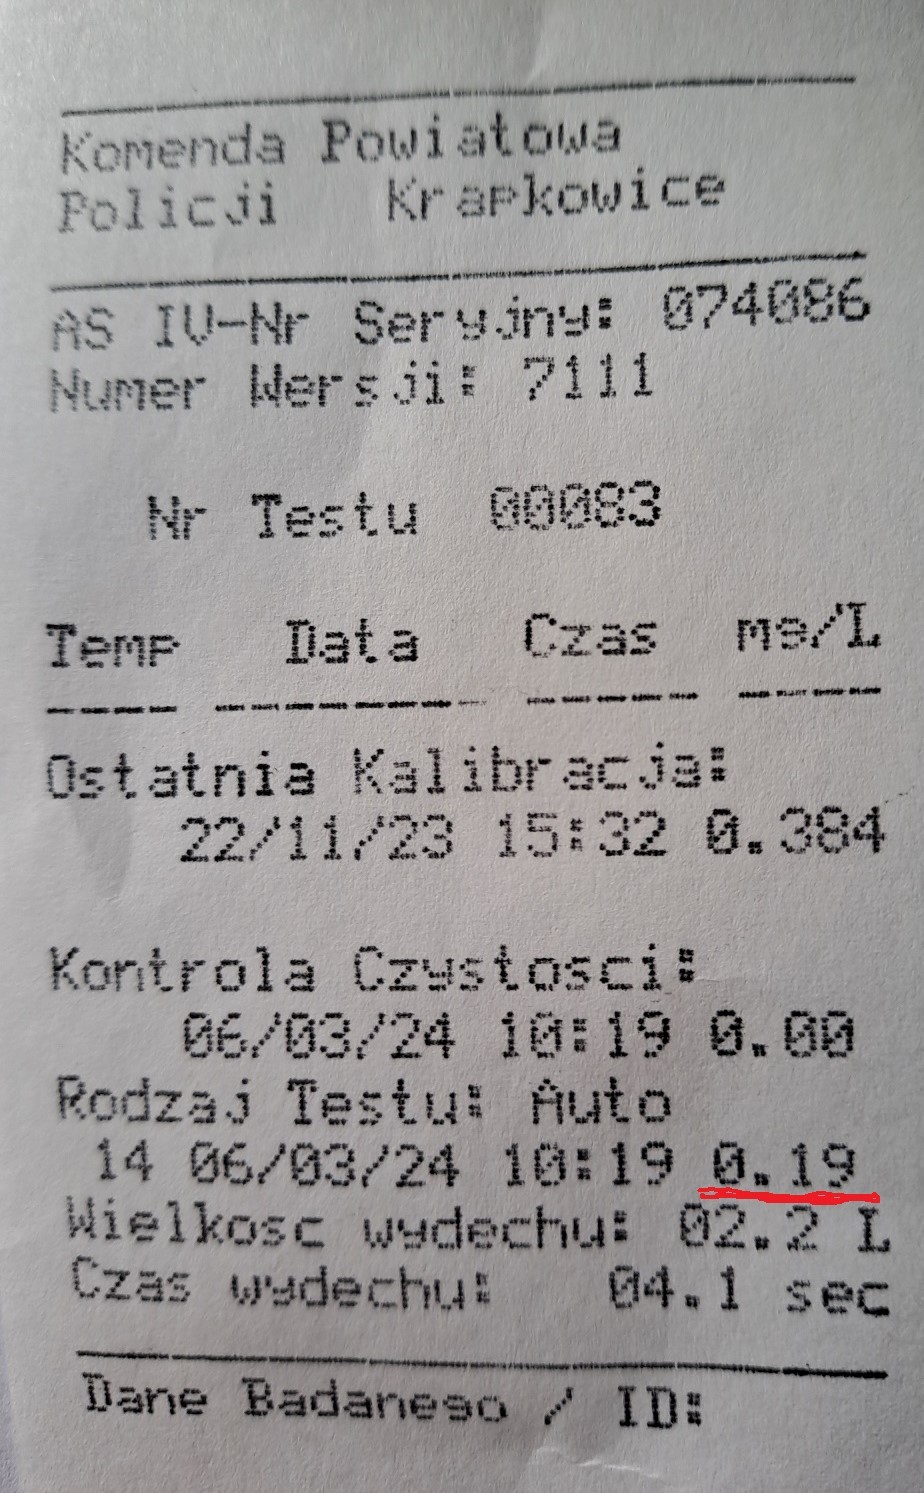 Komenda Powiatowa
Policji Krapkowice
AS IV-Nr Seryjny: 074086
Numer Wersji: 7111
Nr Testu 00083
Temp Data Czas mg/L
Ostatnia Kalibracja:
22/11/23 15:32 0.384
Kontrola Czystosci:
06/03/24 10:19 0.00
Rodzaj Testu: Auto
14 06/03/24 10:19 0.19
Wielkosc wydechu: 02.2 L
Czas wydechu: 04.1 sec
Dane Badanego / ID: